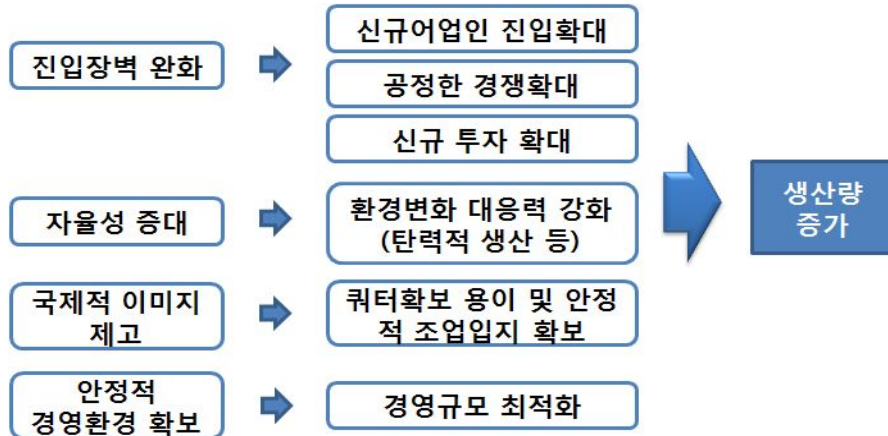 진입장벽 완화
신규어업인 진입확대
공정한 경쟁확대
신규 투자 확대
자율성 증대
환경변화 대응력 강화
(탄력적 생산 등)
국제적 이미지
제고
쿼터확보 용이 및 안정
적 조업입지 확보
안정적
경영환경 확보
경영규모 최적화
생산량
증가